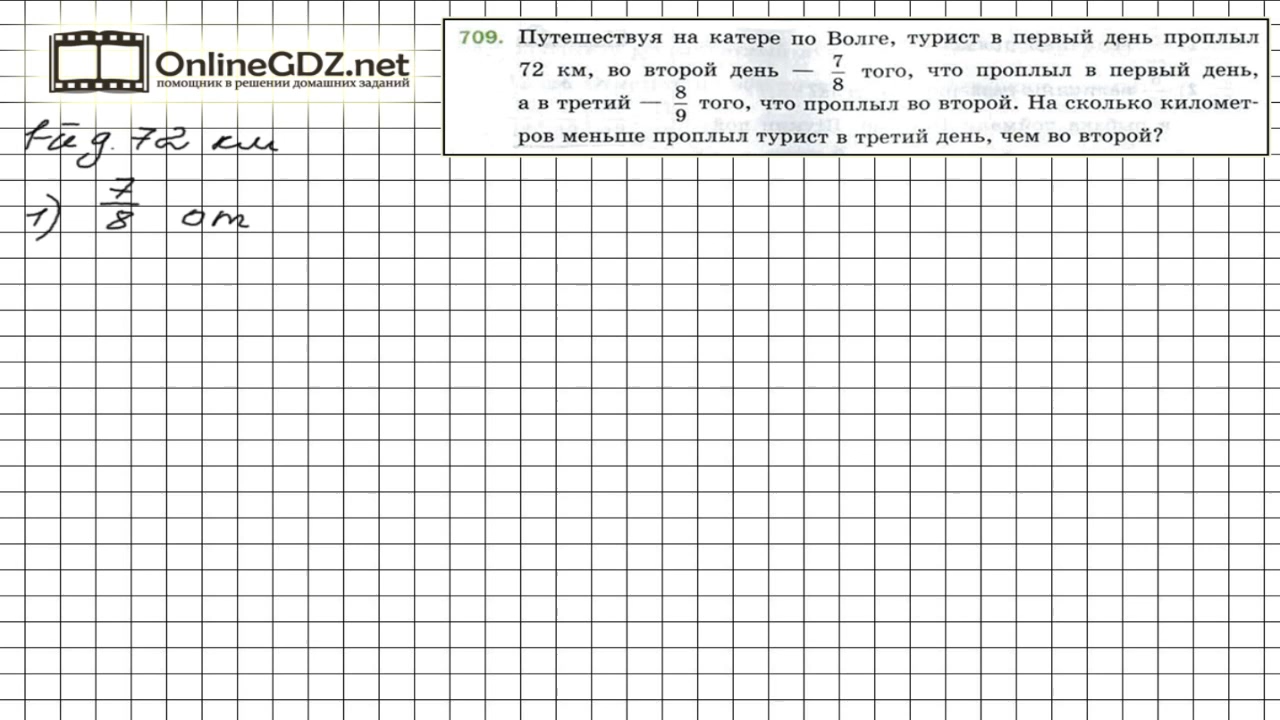 OnlineGDZ.net
помощник в решении домашних заданий
709. Путешествуя на катере по Волге, турист в первый день проплыл
72 км, во второй день — 7/8 того, что проплыл в первый день,
а в третий — 8/9 того, что проплыл во второй. На сколько километ-
ров меньше проплыл турист в третий день, чем во второй?
1й д. 72 км
1) 7/8 от